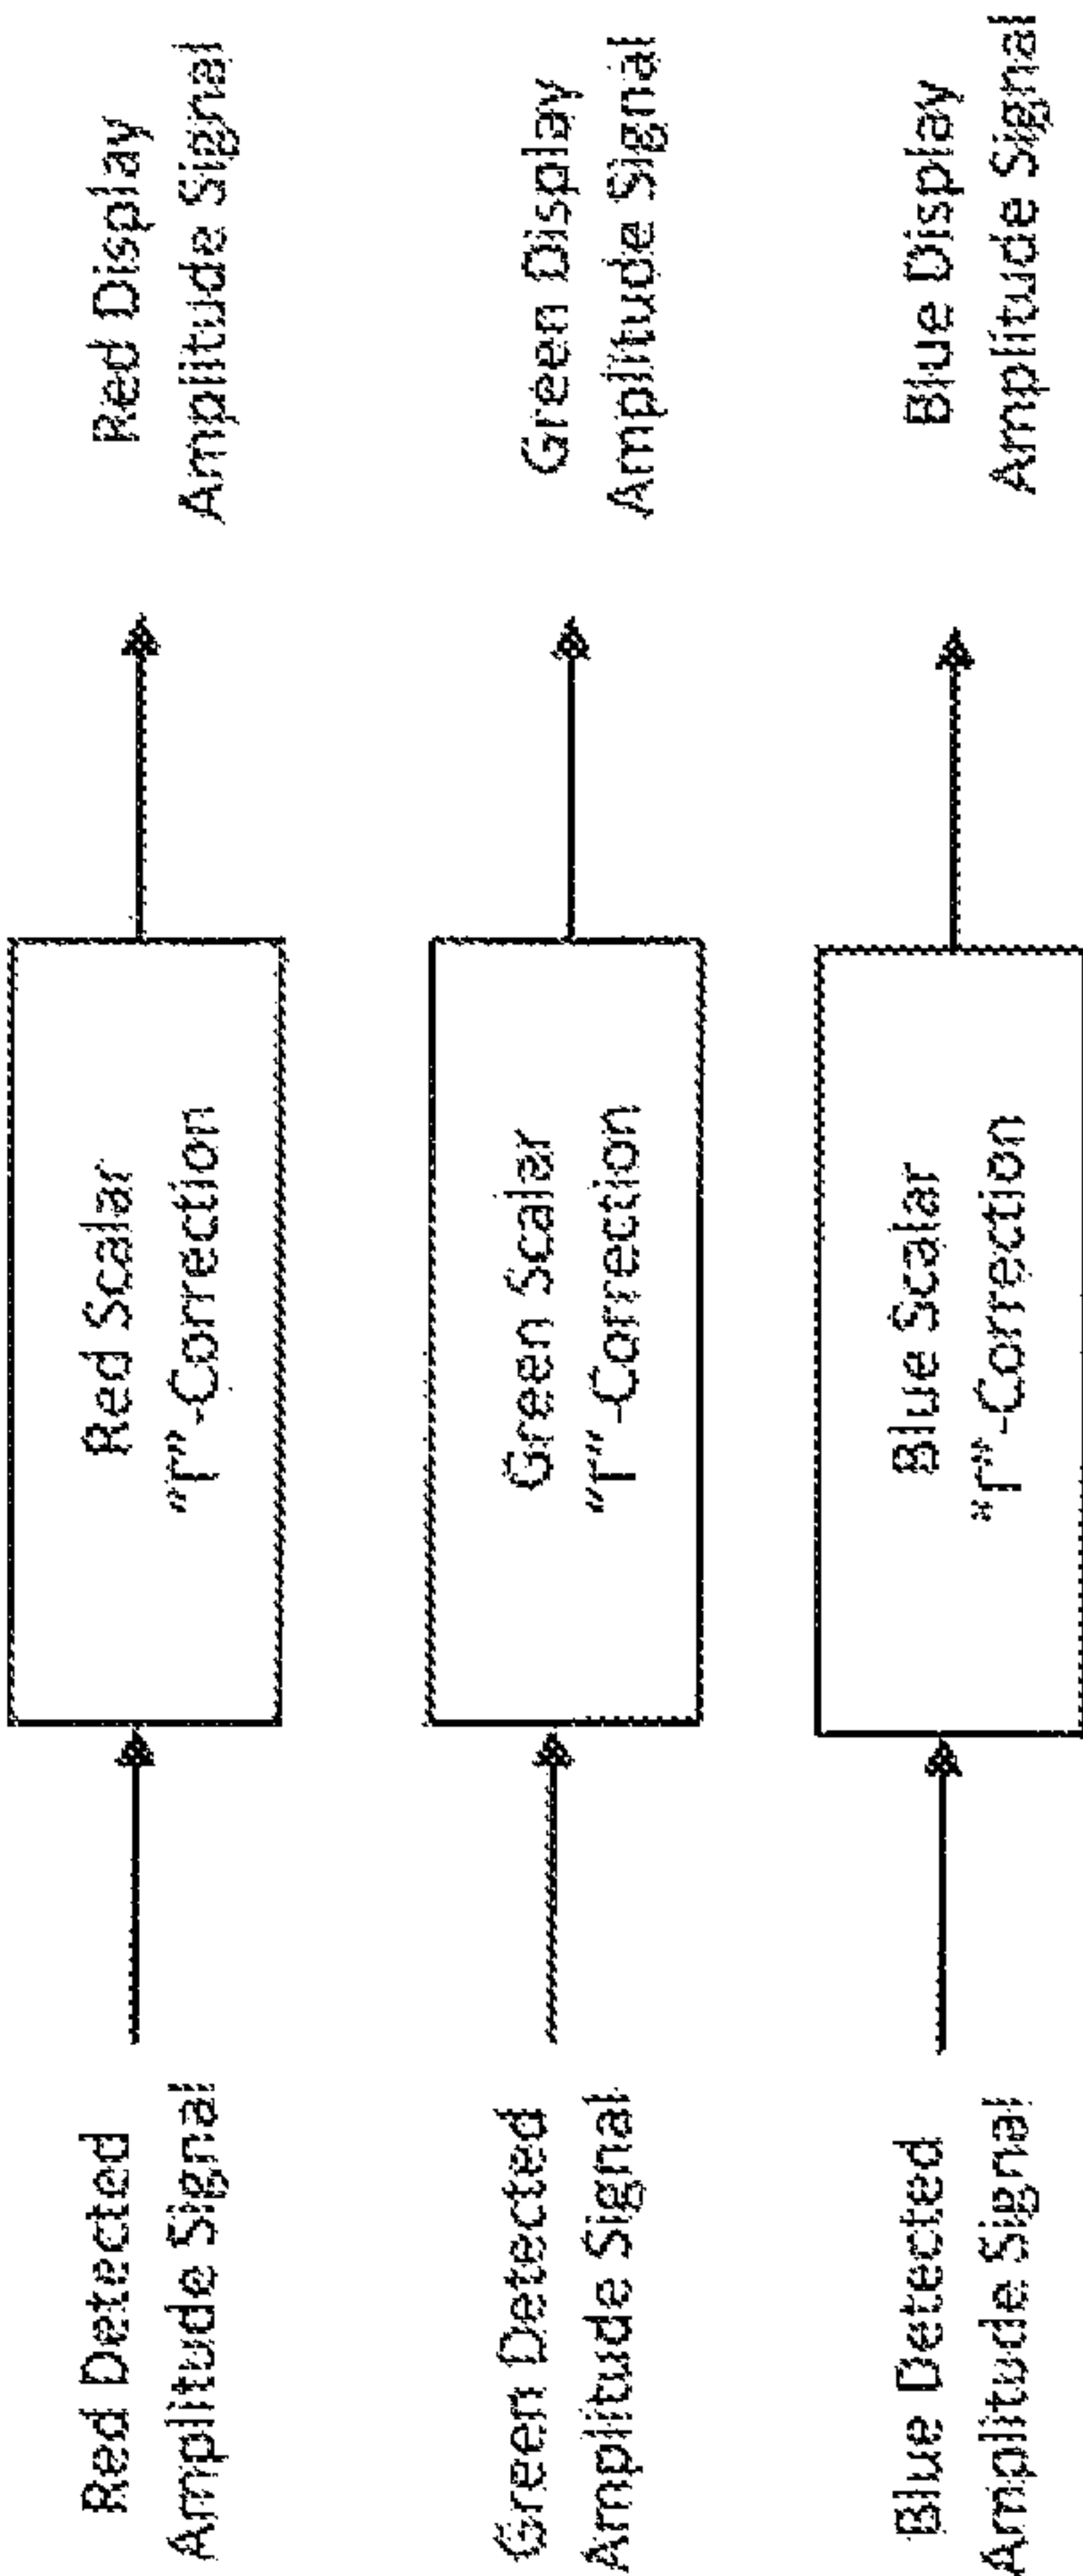 Red Detected
Amplitude Signal
Red Scalar
"Γ"-Correction
Red Display
Amplitude Signal
Green Detected
Amplitude Signal
Green Scalar
"Γ"-Correction
Green Display
Amplitude Signal
Blue Detected
Amplitude Signal
Blue Scalar
"Γ"-Correction
Blue Display
Amplitude Signal